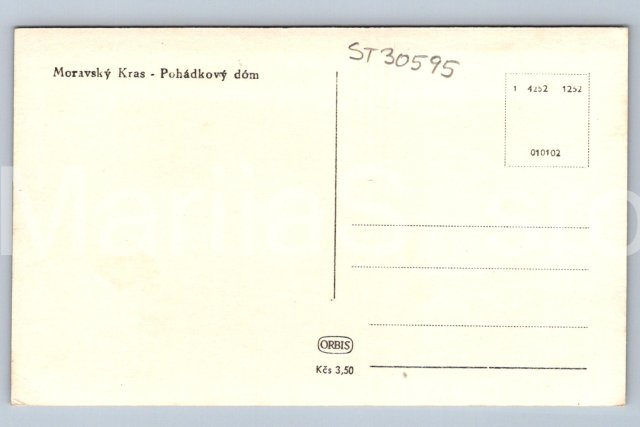 Moravský Kras - Pohádkový dóm
ST30595
1 4252 1252
010102
ORBIS
Kčs 3,50